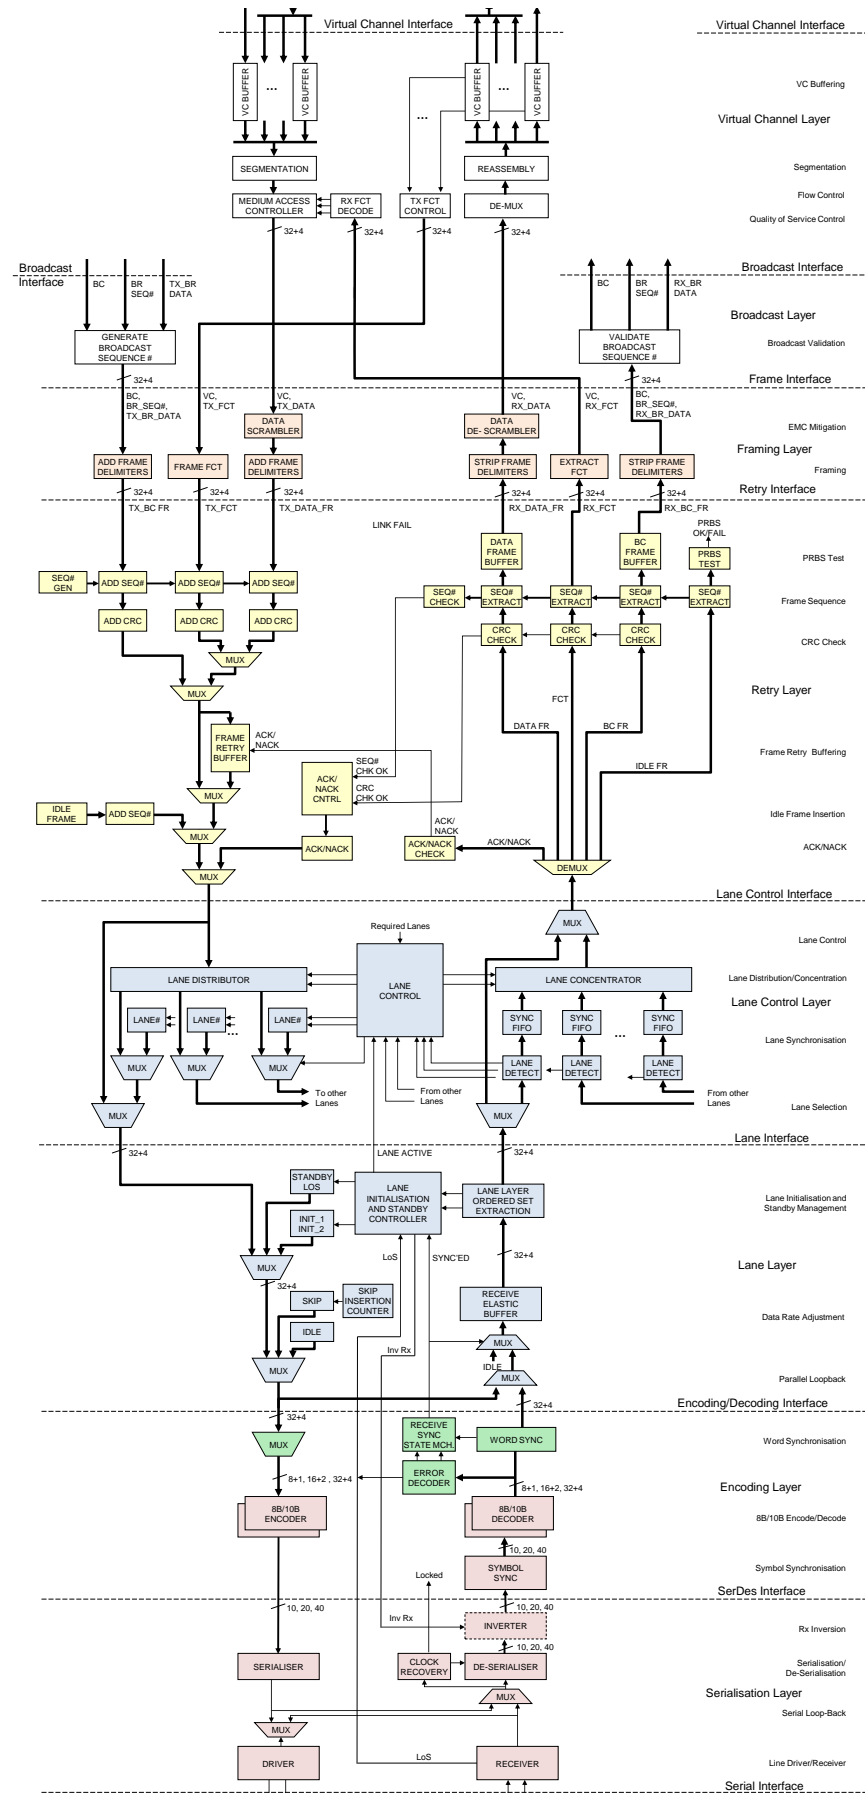 Virtual Channel Interface
Virtual Channel Interface
VC BUFFER
...
VC BUFFER
VC BUFFER
...
VC BUFFER
VC Buffering
...
Virtual Channel Layer
SEGMENTATION
REASSEMBLY
Segmentation
MEDIUM ACCESS
CONTROLLER
RX FCT
DECODE
TX FCT
CONTROL
DE-MUX
Flow Control
Quality of Service Control
32+4
32+4
32+4
32+4
Broadcast
Interface
BC
BR
SEQ#
TX_BR
DATA
BC
BR
SEQ#
RX_BR
DATA
Broadcast Interface
Broadcast Layer
GENERATE
BROADCAST
SEQUENCE #
VALIDATE
BROADCAST
SEQUENCE #
Broadcast Validation
32+4
32+4
Frame Interface
BC,
BR_SEQ#,
TX_BR_DATA
VC,
TX_FCT
VC,
TX_DATA
VC,
RX_DATA
VC,
RX_FCT
BC,
BR_SEQ#,
RX_BR_DATA
DATA
SCRAMBLER
DATA
DE- SCRAMBLER
EMC Mitigation
Framing Layer
ADD FRAME
DELIMITERS
FRAME FCT
ADD FRAME
DELIMITERS
STRIP FRAME
DELIMITERS
EXTRACT
FCT
STRIP FRAME
DELIMITERS
Framing
32+4
32+4
32+4
32+4
32+4
32+4
Retry Interface
TX_BC FR
TX_FCT
TX_DATA_FR
RX_DATA_FR
RX_FCT
RX_BC_FR
LINK FAIL
PRBS
OK/FAIL
DATA
FRAME
BUFFER
BC
FRAME
BUFFER
PRBS
TEST
PRBS Test
SEQ#
GEN
ADD SEQ#
ADD SEQ#
ADD SEQ#
SEQ#
CHECK
SEQ#
EXTRACT
SEQ#
EXTRACT
SEQ#
EXTRACT
SEQ#
EXTRACT
Frame Sequence
ADD CRC
ADD CRC
ADD CRC
CRC
CHECK
CRC
CHECK
CRC
CHECK
CRC Check
MUX
MUX
FCT
Retry Layer
FRAME
RETRY
BUFFER
ACK/
NACK
DATA FR
BC FR
Frame Retry Buffering
IDLE FR
ACK/
NACK
CNTRL
SEQ#
CHK OK
CRC
CHK OK
MUX
IDLE
FRAME
ADD SEQ#
Idle Frame Insertion
MUX
ACK/
NACK
ACK/NACK
ACK/NACK
CHECK
ACK/NACK
ACK/NACK
MUX
DEMUX
Lane Control Interface
Required Lanes
MUX
Lane Control
LANE DISTRIBUTOR
LANE
CONTROL
LANE CONCENTRATOR
Lane Distribution/Concentration
Lane Control Layer
LANE#
LANE#
...
LANE#
SYNC
FIFO
SYNC
FIFO
...
SYNC
FIFO
Lane Synchronisation
MUX
MUX
MUX
LANE
DETECT
LANE
DETECT
LANE
DETECT
To other
Lanes
From other
Lanes
From other
Lanes
MUX
MUX
Lane Selection
Lane Interface
32+4
LANE ACTIVE
32+4
STANDBY
LOS
LANE
INITIALISATION
AND STANDBY
CONTROLLER
LANE LAYER
ORDERED SET
EXTRACTION
Lane Initialisation and
Standby Management
INIT_1
INIT_2
LoS
SYNC'ED
32+4
MUX
Lane Layer
32+4
SKIP
SKIP
INSERTION
COUNTER
RECEIVE
ELASTIC
BUFFER
Data Rate Adjustment
IDLE
MUX
Inv Rx
IDLE
MUX
MUX
Parallel Loopback
32+4
Encoding/Decoding Interface
32+4
MUX
RECEIVE
SYNC
STATE MCH.
WORD SYNC
Word Synchronisation
ERROR
DECODER
8+1, 16+2 , 32+4
8+1, 16+2, 32+4
Encoding Layer
8B/10B
ENCODER
8B/10B
DECODER
8B/10B Encode/Decode
10, 20, 40
Locked
SYMBOL
SYNC
Symbol Synchronisation
SerDes Interface
10, 20, 40
10, 20, 40
Inv Rx
INVERTER
Rx Inversion
10, 20, 40
SERIALISER
CLOCK
RECOVERY
DE-SERIALISER
Serialisation/
De-Serialisation
MUX
Serialisation Layer
Serial Loop-Back
MUX
LoS
DRIVER
RECEIVER
Line Driver/Receiver
Serial Interface